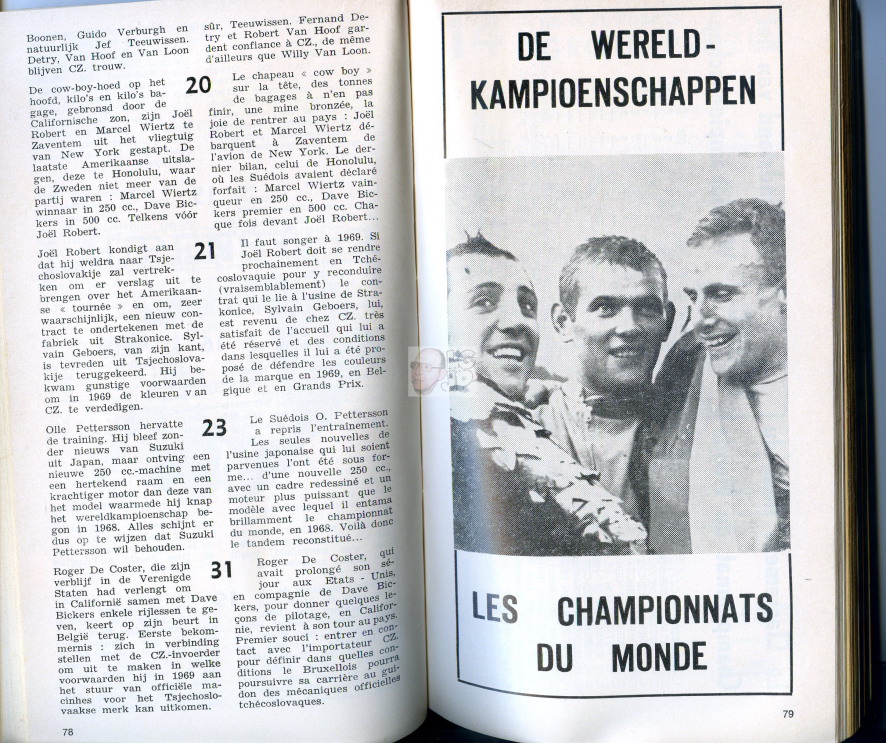 Boonen, Guido Verburgh en
natuurlijk Jef Teeuwissen.
Detry, Van Hoof en Van Loon
blijven CZ. trouw.
sûr, Teeuwissen. Fernand De-
try et Robert Van Hoof gar-
dent confiance à CZ., de même
d'ailleurs que Willy Van Loon.
De cow-boy-hoed op het
hoofd, kilo's en kilo's ba-
gage, gebronsd door de
Californische zon, zijn Joël
Robert en Marcel Wiertz te
Zaventem uit het vliegtuig
van New York gestapt. De
laatste Amerikaanse uitsla-
gen, deze te Honolulu, waar
de Zweden niet meer van de
partij waren : Marcel Wiertz
winnaar in 250 cc., Dave Bic-
kers in 500 cc. Telkens vóór
Joël Robert.
20
Le chapeau « cow boy »
sur la tête, des tonnes
de bagages à n'en pas
finir, une mine bronzée, la
joie de rentrer au pays : Joël
Robert et Marcel Wiertz dé-
barquent à Zaventem de
l'avion de New York. Le der-
nier bilan, celui de Honolulu,
où les Suédois avaient déclaré
forfait : Marcel Wiertz vain-
queur en 250 cc., Dave Bic-
kers premier en 500 cc. Cha-
que fois devant Joël Robert...
Joël Robert kondigt aan
dat hij weldra naar Tsje-
choslovakije zal vertrek-
ken om er verslag uit te
brengen over het Amerikaan-
se « tournée » en om, zeer
waarschijnlijk, een nieuw con-
tract te ondertekenen met de
fabriek uit Strakonice. Syl-
vain Geboers, van zijn kant,
is tevreden uit Tsjechoslova-
kije teruggekeerd. Hij be-
kwam gunstige voorwaarden
om in 1969 de kleuren van
CZ. te verdedigen.
21
Il faut songer à 1969. Si
Joël Robert doit se rendre
prochainement en Tché-
coslovaquie pour y reconduire
(vraisemblablement) le con-
trat qui le lie à l'usine de Stra-
konice, Sylvain Geboers, lui,
est revenu de chez CZ. très
satisfait de l'accueil qui lui a
été réservé et des conditions
dans lesquelles il lui a été pro-
posé de défendre les couleurs
de la marque en 1969, en Bel-
gique et en Grands Prix.
Olle Pettersson hervatte
de training. Hij bleef zon-
der nieuws van Suzuki
uit Japan, maar ontving een
nieuwe 250 cc.-machine met
een hertekend raam en een
krachtiger motor dan deze van
het model waarmede hij knap
het wereldkampioenschap be-
gon in 1968. Alles schijnt er
dus op te wijzen dat Suzuki
Pettersson wil behouden.
23
Le Suédois O. Pettersson
a repris l'entraînement.
Les seules nouvelles de
l'usine japonaise qui lui soient
parvenues l'ont été sous for-
me... d'une nouvelle 250 cc.,
avec un cadre redessiné et un
moteur plus puissant que le
modèle avec lequel il entama
brillamment le championnat
du monde, en 1968. Voilà donc
le tandem reconstitué...
Roger De Coster, die zijn
verblijf in de Verenigde
Staten had verlengt om
in Californië samen met Dave
Bickers enkele rijlessen te ge-
ven, keert op zijn beurt in
België terug. Eerste bekom-
mernis : zich in verbinding
stellen met de CZ.-invoerder
om uit te maken in welke
voorwaarden hij in 1969 aan
het stuur van officiële ma-
cinhes voor het Tsjechoslo-
vaakse merk kan uitkomen.
31
Roger De Coster, qui
avait prolongé son sé-
jour aux Etats - Unis,
en compagnie de Dave Bic-
kers, pour donner quelques le-
çons de pilotage, en Califor-
nie, revient à son tour au pays.
Premier souci : entrer en con-
tact avec l'importateur CZ.
pour définir dans quelles con-
ditions le Bruxellois pourra
poursuivre sa carrière au gui-
don des mécaniques officielles
tchécoslovaques.
78
DE WERELD-
KAMPIOENSCHAPPEN
LES CHAMPIONNATS
DU MONDE
79